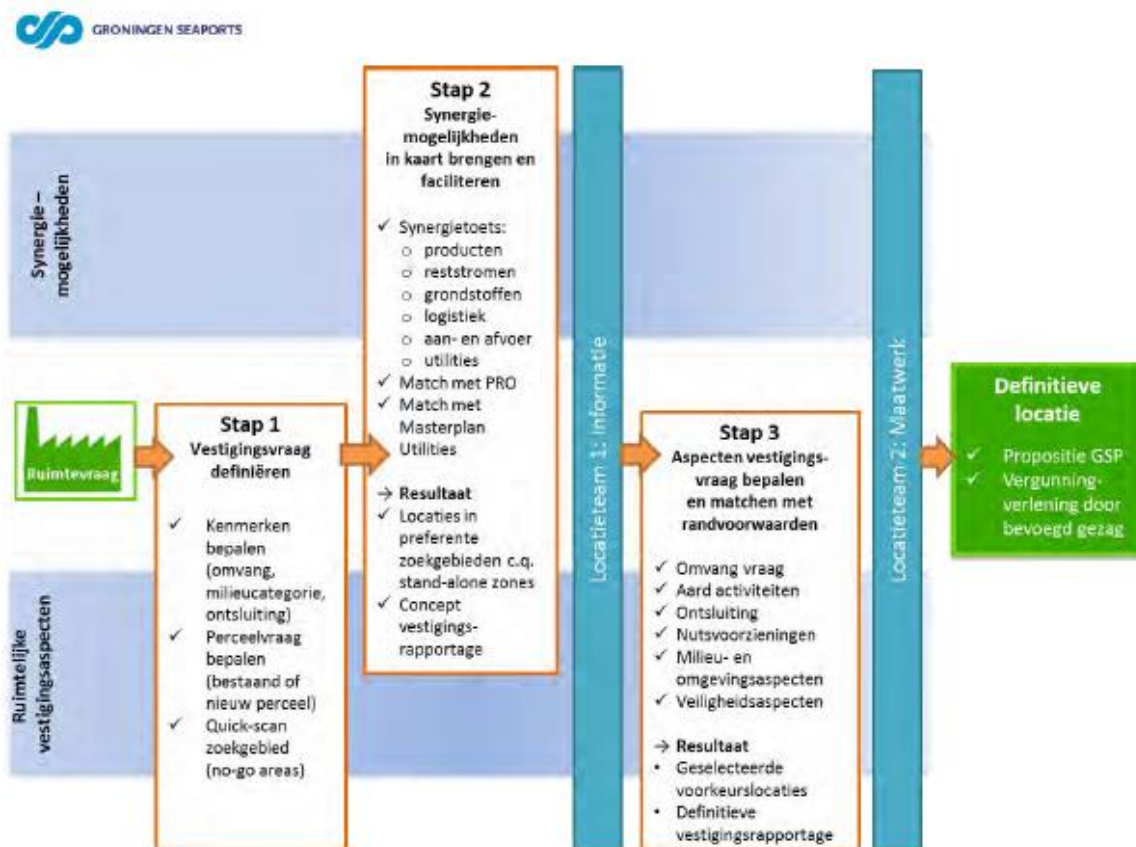 GRONINGEN SEAPORTS
Synergie –
mogelijkheden
Ruimtelijke
vestigingsaspecten
Ruimtevraag
Stap 1
Vestigingsvraag
definiëren
✓ Kenmerken
bepalen
(omvang,
milieucategorie,
ontsluiting)
✓ Perceelvraag
bepalen
(bestaand of
nieuw perceel)
✓ Quick-scan
zoekgebied
(no-go areas)
Stap 2
Synergie-
mogelijkheden
in kaart brengen en
faciliteren
✓ Synergietoets:
o producten
o reststromen
o grondstoffen
o logistiek
o aan- en afvoer
o utilities
✓ Match met PRO
✓ Match met
Masterplan
Utilities
→ Resultaat
✓ Locaties in
preferente
zoekgebieden c.q.
stand-alone zones
✓ Concept
vestigings-
rapportage
Locatieteam 1: Informatie
Stap 3
Aspecten vestigings-
vraag bepalen
en matchen met
randvoorwaarden
✓ Omvang vraag
✓ Aard activiteiten
✓ Ontsluiting
✓ Nutsvoorzieningen
✓ Milieu- en
omgevingsaspecten
✓ Veiligheidsaspecten
→ Resultaat
• Geselecteerde
voorkeurslocaties
• Definitieve
vestigingsrapportage
Locatieteam 2: Maatwerk
Definitieve
locatie
✓ Propositie GSP
✓ Vergunning-
verlening door
bevoegd gezag